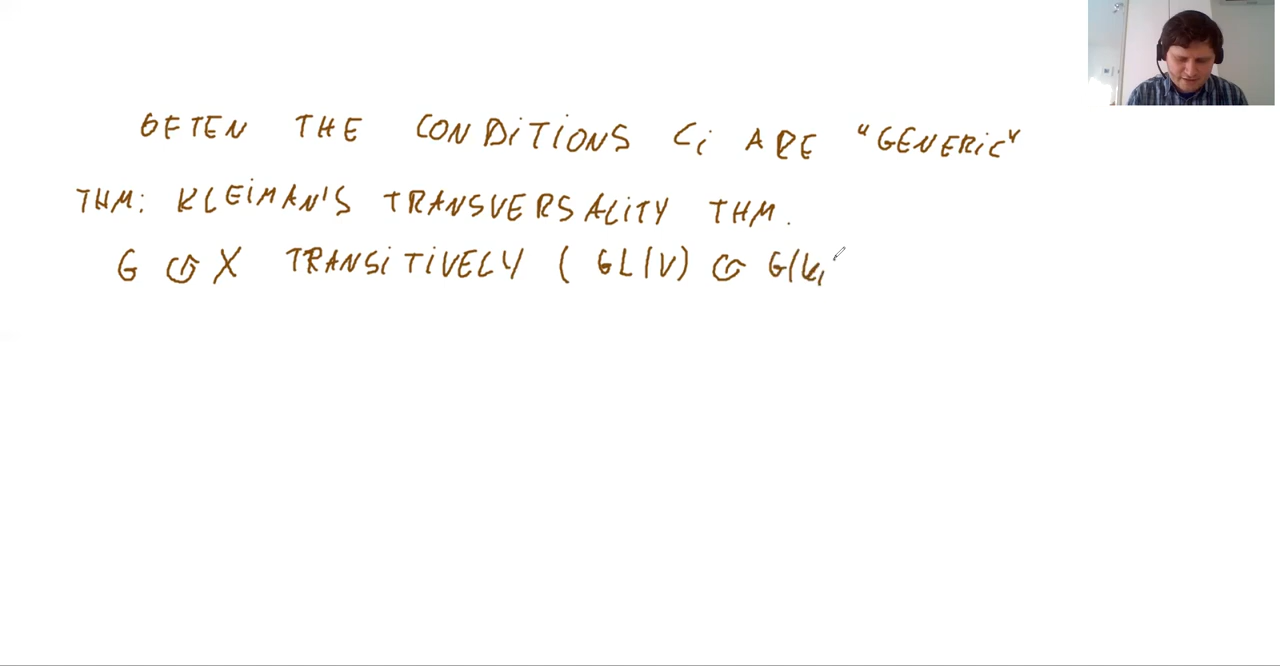 OFTEN THE CONDITIONS Ci ARE "GENERIC"
THM: KLEIMAN'S TRANSVERSALITY THM.
G ↺ X TRANSITIVELY ( GL(V) ↺ G(k,